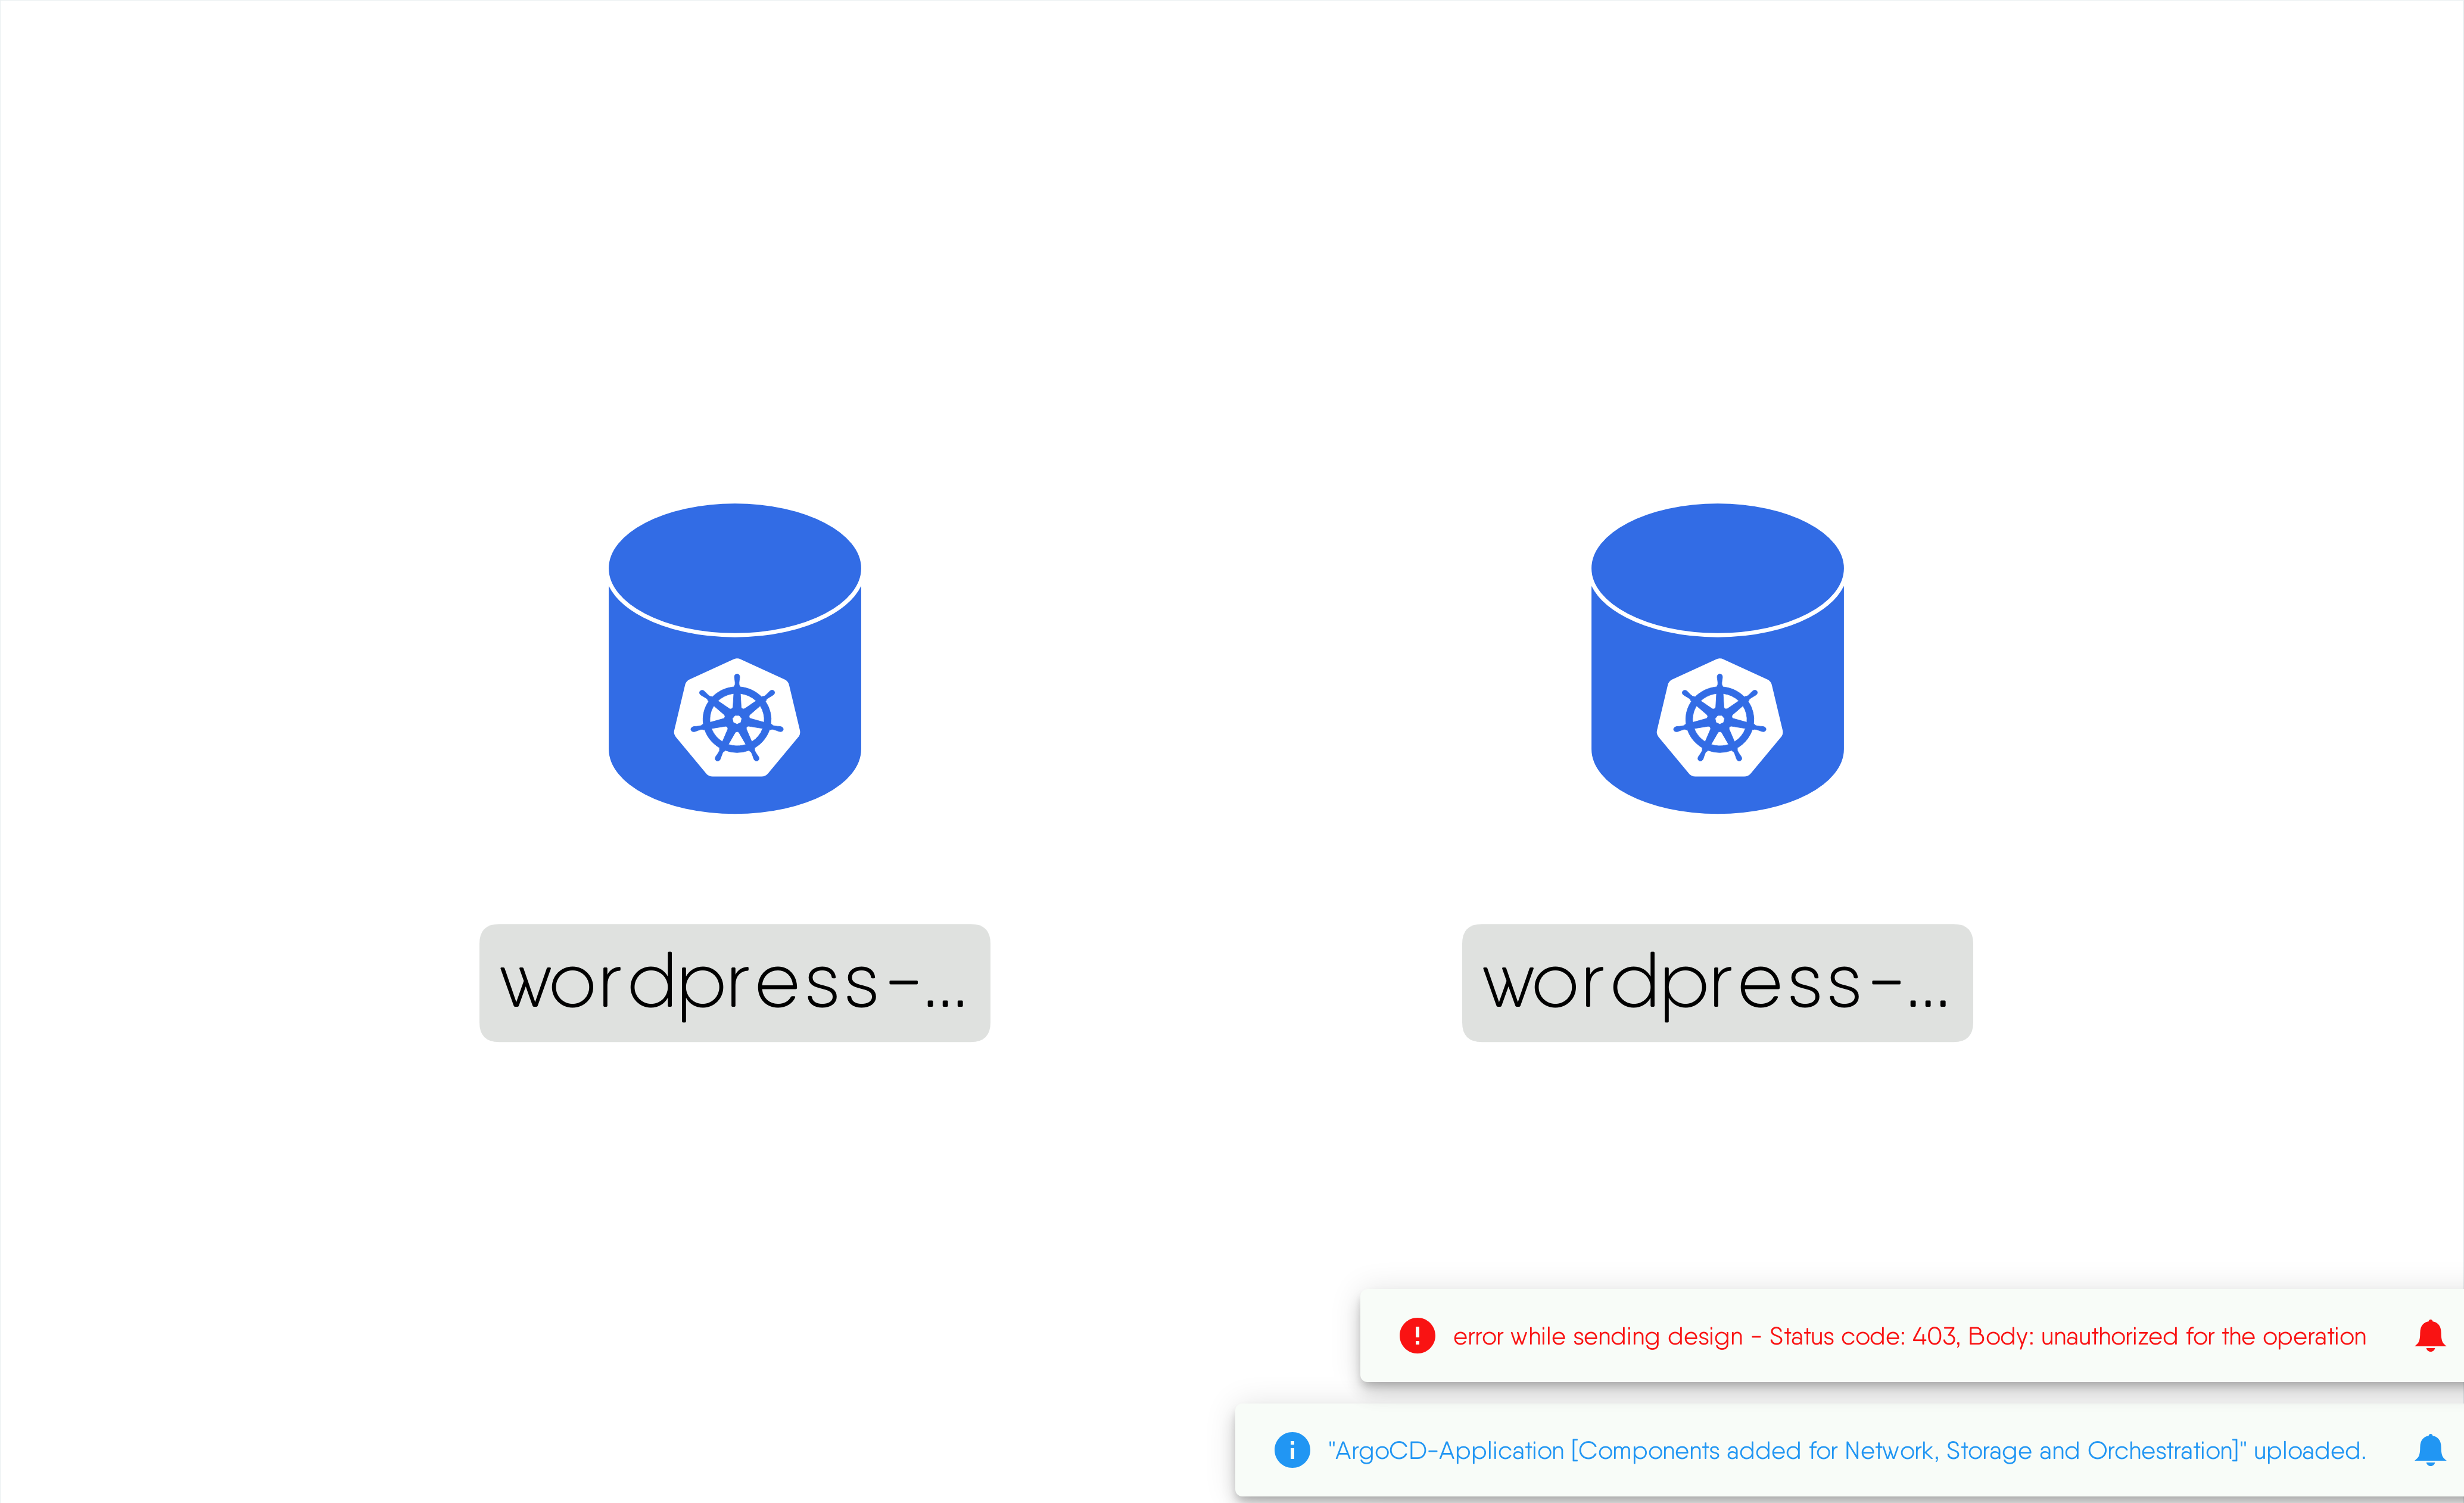 wordpress-...
wordpress-...
error while sending design - Status code: 403, Body: unauthorized for the operation
"ArgoCD-Application [Components added for Network, Storage and Orchestration]" uploaded.